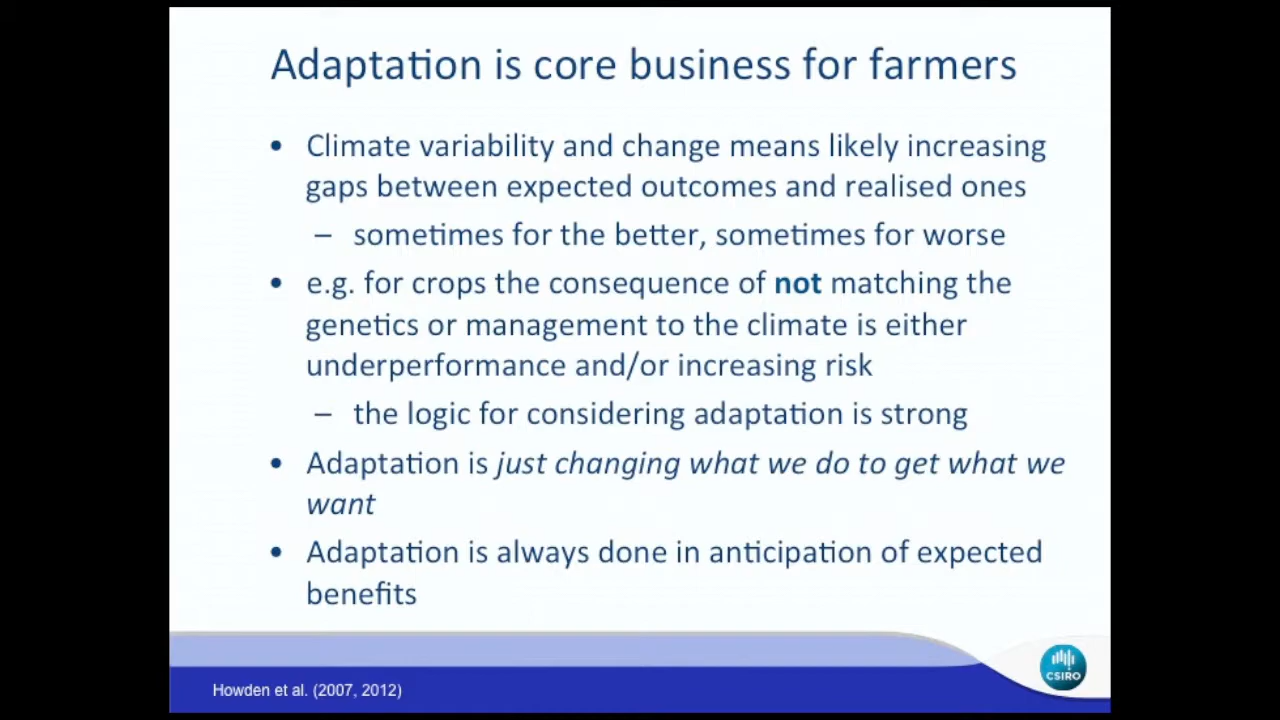 Adaptation is core business for farmers
• Climate variability and change means likely increasing
gaps between expected outcomes and realised ones
– sometimes for the better, sometimes for worse
• e.g. for crops the consequence of not matching the
genetics or management to the climate is either
underperformance and/or increasing risk
– the logic for considering adaptation is strong
• Adaptation is just changing what we do to get what we
want
• Adaptation is always done in anticipation of expected
benefits
Howden et al. (2007, 2012)
CSIRO